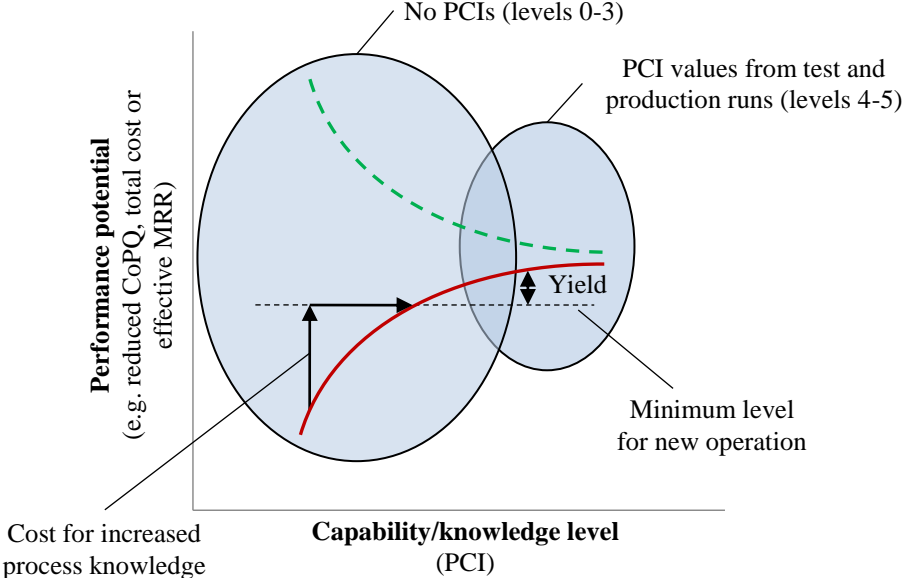 No PCIs (levels 0-3)
PCI values from test and
production runs (levels 4-5)
Performance potential
(e.g. reduced CoPQ, total cost or
effective MRR)
Yield
Minimum level
for new operation
Cost for increased
process knowledge
Capability/knowledge level
(PCI)